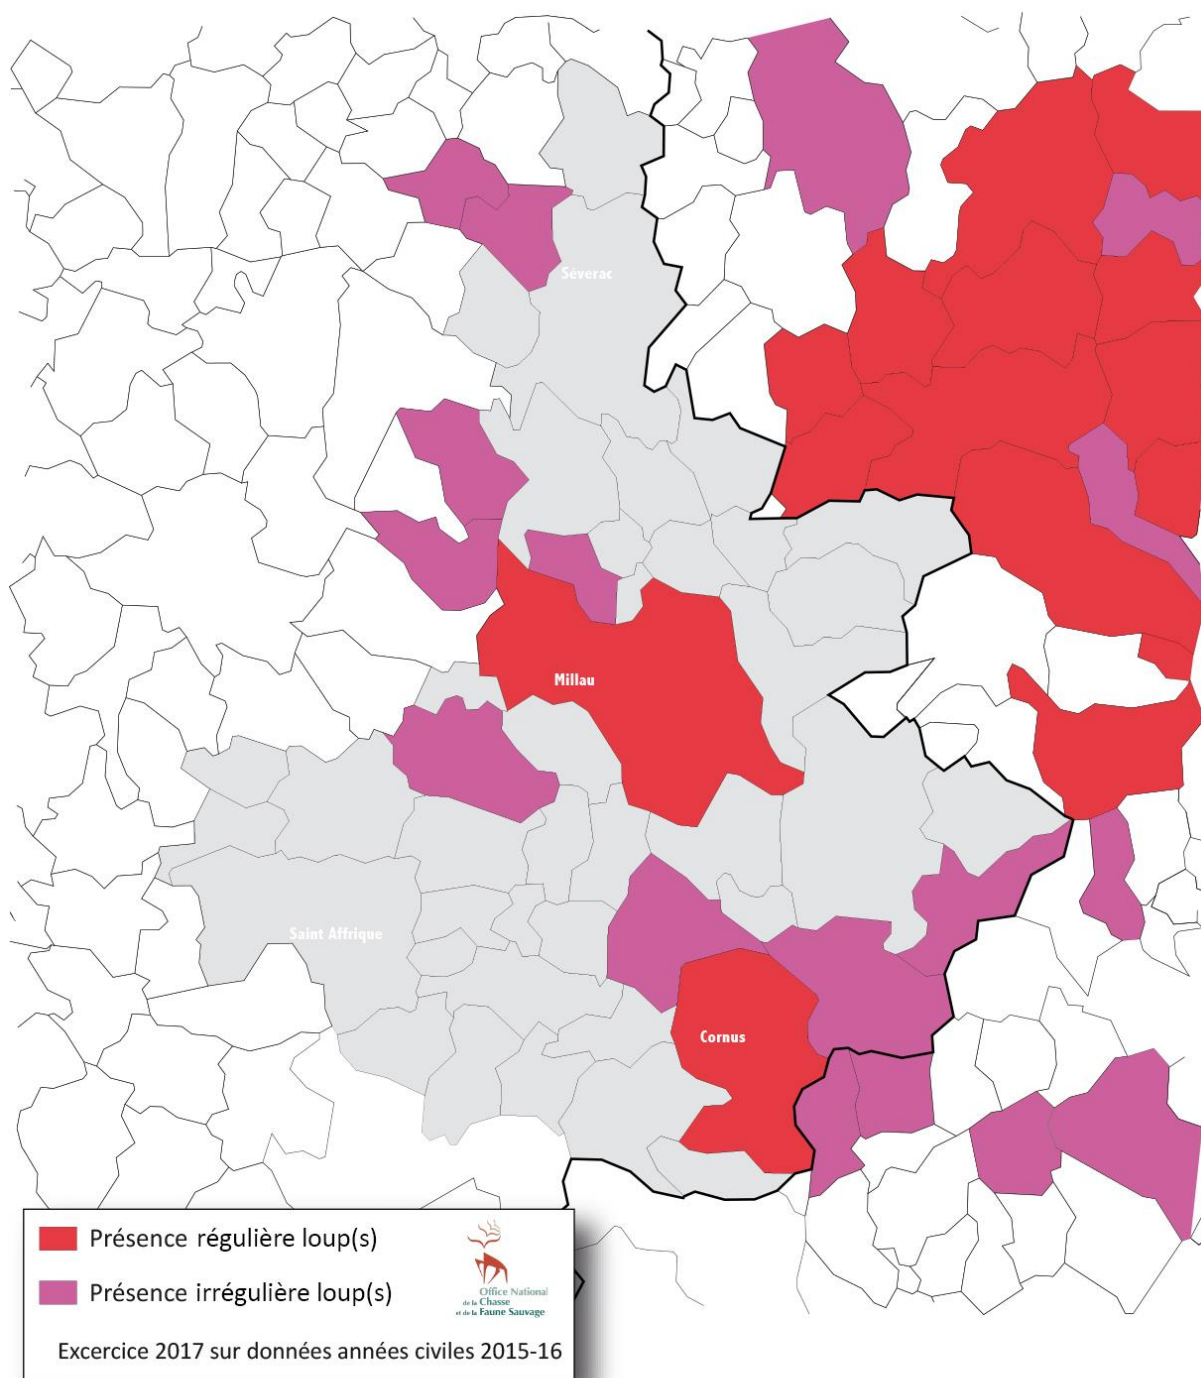 Séverac
Millau
Saint Affrique
Cornus
Présence régulière loup(s)
Présence irrégulière loup(s)
Office National
de la Chasse
et de la Faune Sauvage
Excercice 2017 sur données années civiles 2015-16